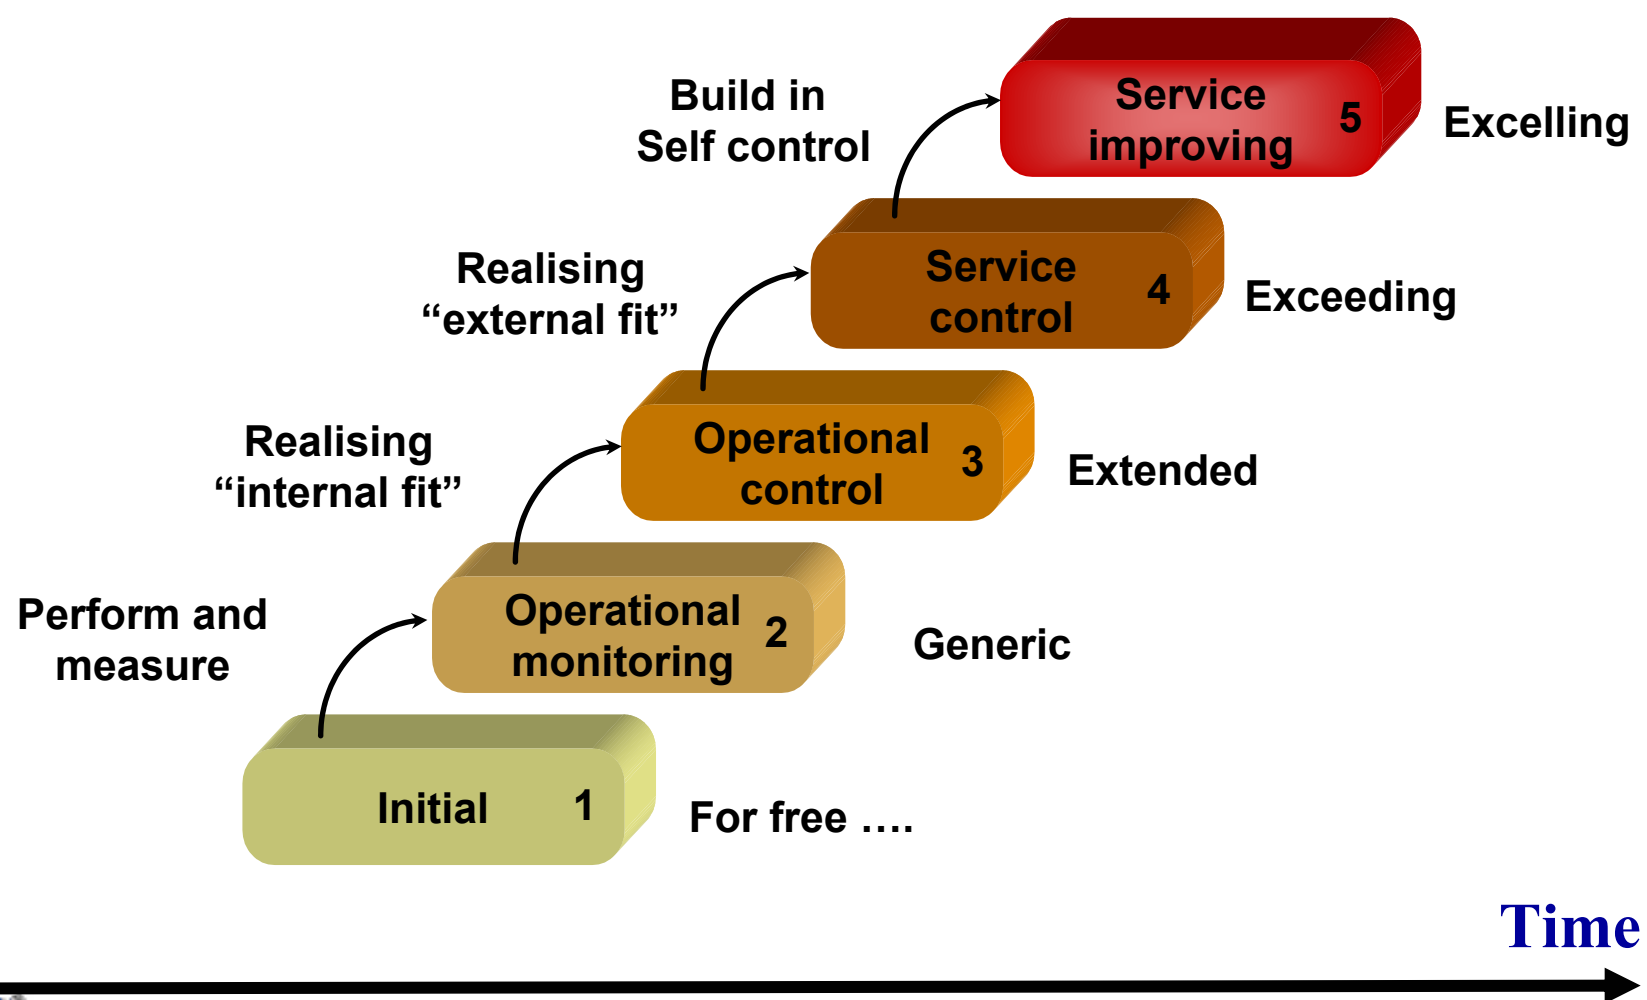 Build in
Self control
Service
improving
5
Excelling
Realising
“external fit”
Service
control
4
Exceeding
Realising
“internal fit”
Operational
control
3
Extended
Perform and
measure
Operational
monitoring
2
Generic
Initial
1
For free ….
Time